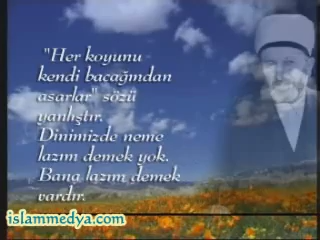 "Her koyunu
kendi bacağından
asarlar" sözü
yanlıştır.
Dinimizde neme
lazım demek yok.
Bana lazım demek
vardır.
islammedya.com